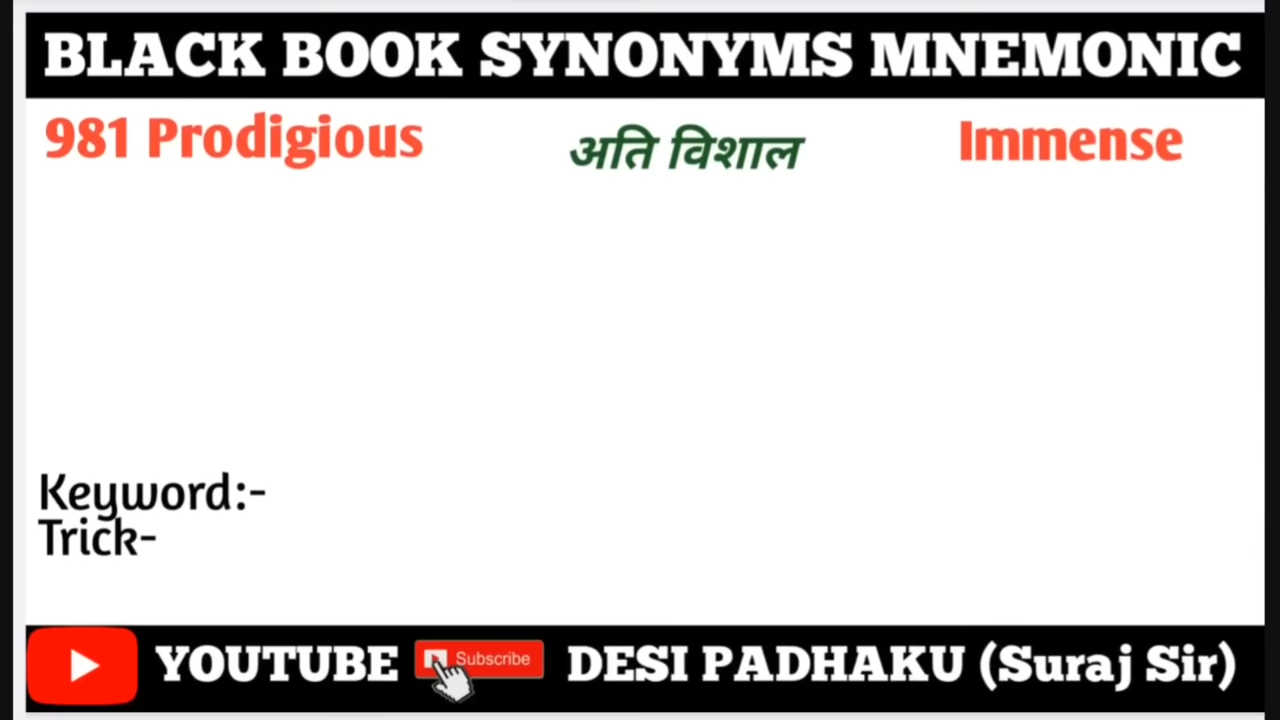 BLACK BOOK SYNONYMS MNEMONIC
981 Prodigious अति विशाल Immense
Keyword:-
Trick-
YOUTUBE Subscribe DESI PADHAKU (Suraj Sir)